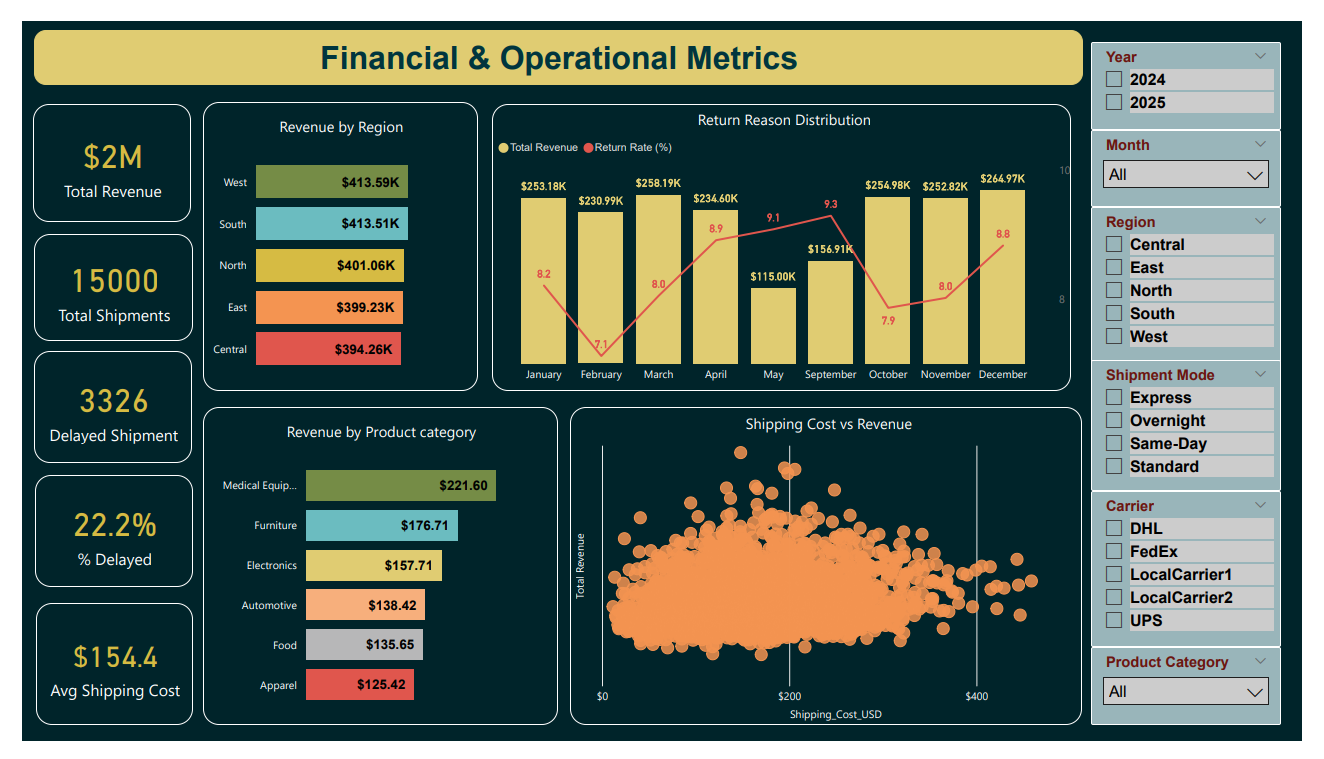 Financial & Operational Metrics
$2M
Total Revenue
15000
Total Shipments
3326
Delayed Shipment
22.2%
% Delayed
$154.4
Avg Shipping Cost
Revenue by Region
West $413.59K
South $413.51K
North $401.06K
East $399.23K
Central $394.26K
Return Reason Distribution
Total Revenue Return Rate (%)
10
8
$253.18K $230.99K $258.19K $234.60K $115.00K $156.91K $254.98K $252.82K $264.97K
8.2 7.1 8.0 8.9 9.1 9.3 7.9 8.0 8.8
January February March April May September October November December
Revenue by Product category
Medical Equip... $221.60
Furniture $176.71
Electronics $157.71
Automotive $138.42
Food $135.65
Apparel $125.42
Shipping Cost vs Revenue
Total Revenue
$0 $200 $400
Shipping_Cost_USD
Year
2024
2025
Month
All
Region
Central
East
North
South
West
Shipment Mode
Express
Overnight
Same-Day
Standard
Carrier
DHL
FedEx
LocalCarrier1
LocalCarrier2
UPS
Product Category
All